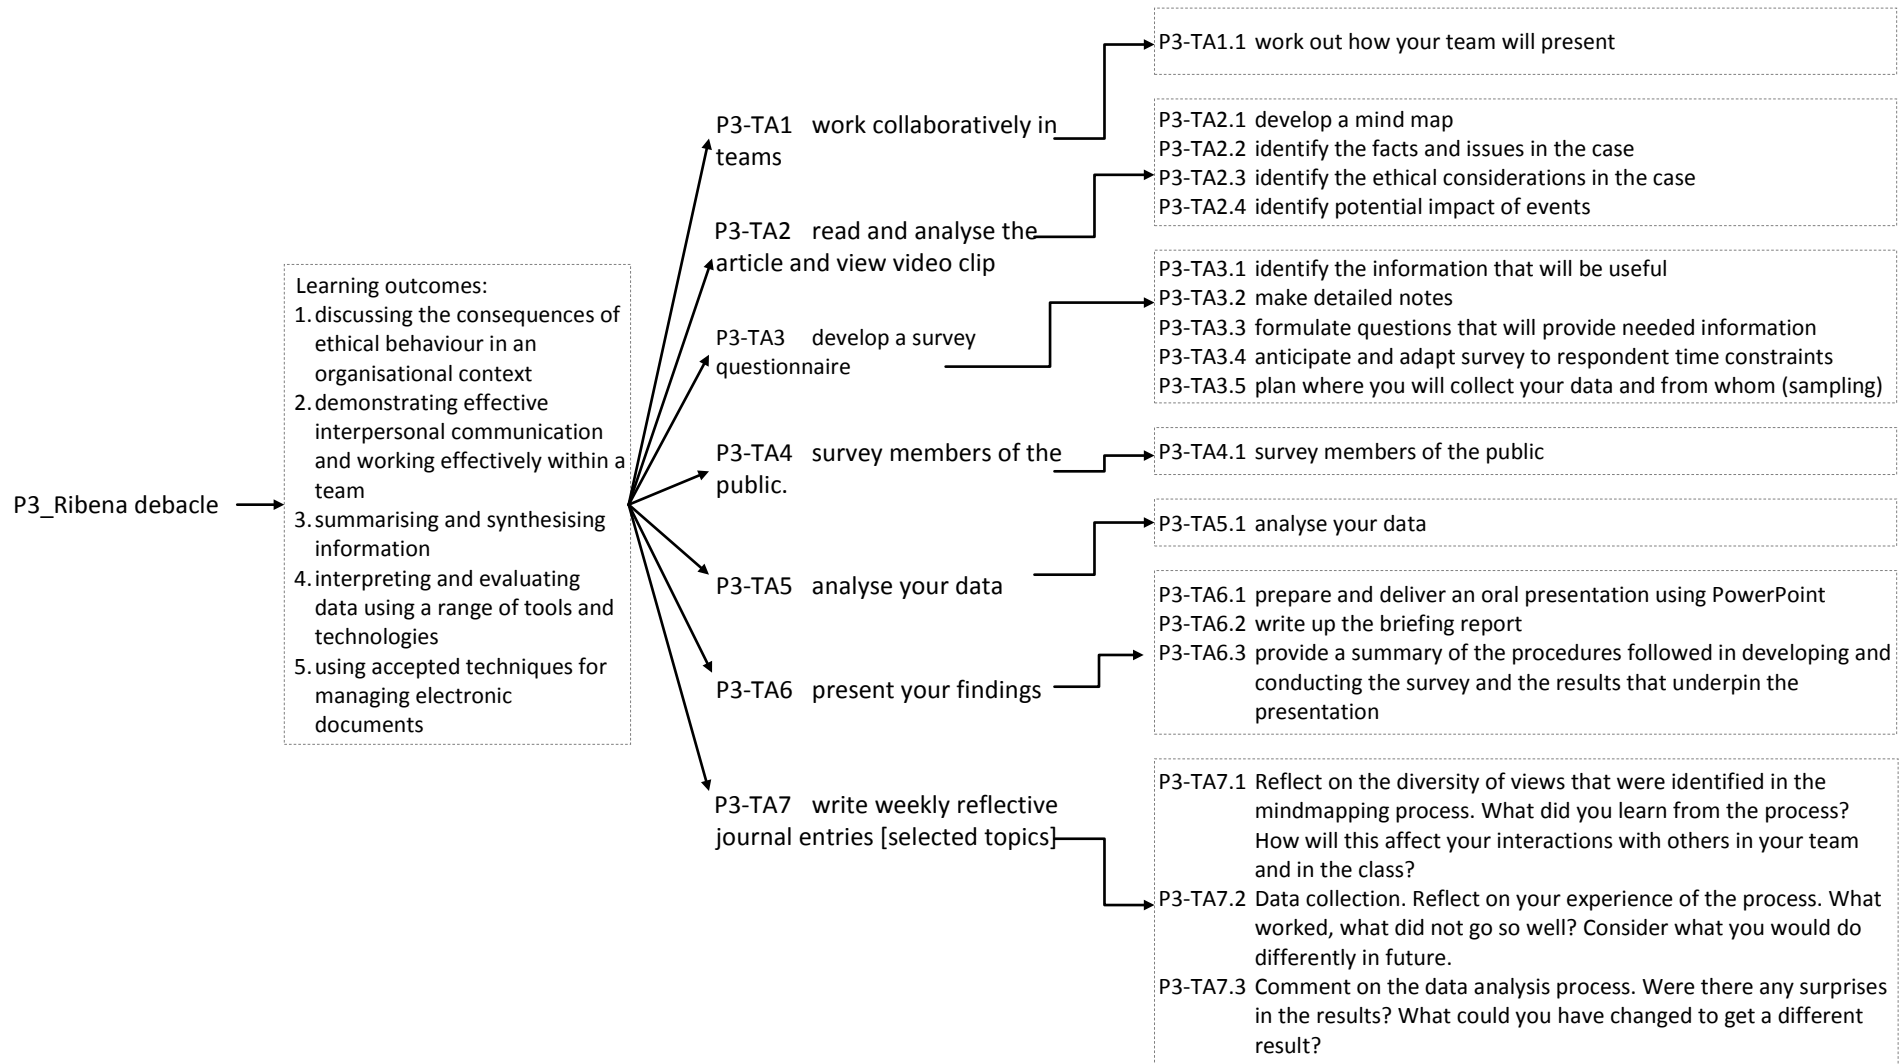 P3_Ribena debacle
Learning outcomes:
1. discussing the consequences of
ethical behaviour in an
organisational context
2. demonstrating effective
interpersonal communication
and working effectively within a
team
3. summarising and synthesising
information
4. interpreting and evaluating
data using a range of tools and
technologies
5. using accepted techniques for
managing electronic
documents
P3-TA1 work collaboratively in
teams
P3-TA2 read and analyse the
article and view video clip
P3-TA3 develop a survey
questionnaire
P3-TA4 survey members of the
public.
P3-TA5 analyse your data
P3-TA6 present your findings
P3-TA7 write weekly reflective
journal entries [selected topics]
P3-TA1.1 work out how your team will present
P3-TA2.1 develop a mind map
P3-TA2.2 identify the facts and issues in the case
P3-TA2.3 identify the ethical considerations in the case
P3-TA2.4 identify potential impact of events
P3-TA3.1 identify the information that will be useful
P3-TA3.2 make detailed notes
P3-TA3.3 formulate questions that will provide needed information
P3-TA3.4 anticipate and adapt survey to respondent time constraints
P3-TA3.5 plan where you will collect your data and from whom (sampling)
P3-TA4.1 survey members of the public
P3-TA5.1 analyse your data
P3-TA6.1 prepare and deliver an oral presentation using PowerPoint
P3-TA6.2 write up the briefing report
P3-TA6.3 provide a summary of the procedures followed in developing and
conducting the survey and the results that underpin the
presentation
P3-TA7.1 Reflect on the diversity of views that were identified in the
mindmapping process. What did you learn from the process?
How will this affect your interactions with others in your team
and in the class?
P3-TA7.2 Data collection. Reflect on your experience of the process. What
worked, what did not go so well? Consider what you would do
differently in future.
P3-TA7.3 Comment on the data analysis process. Were there any surprises
in the results? What could you have changed to get a different
result?